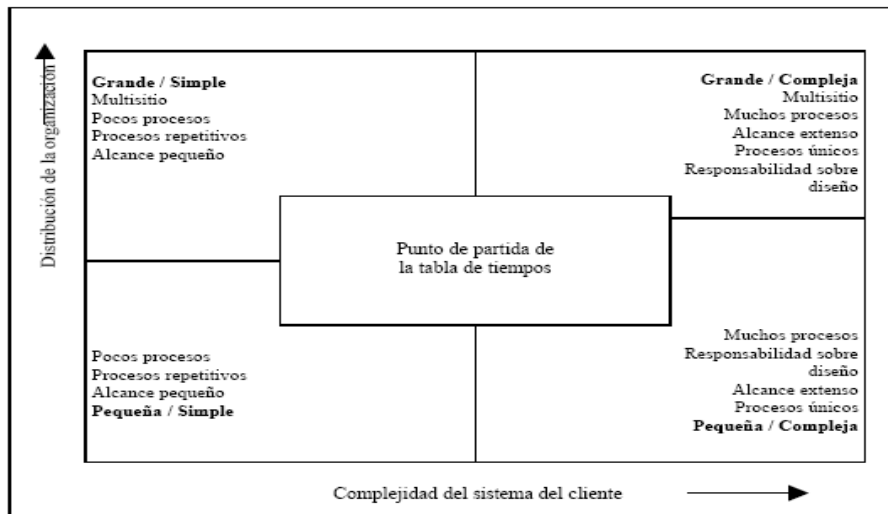 Distribución de la organización
Grande / Simple
Multisitio
Pocos procesos
Procesos repetitivos
Alcance pequeño
Grande / Compleja
Multisitio
Muchos procesos
Alcance extenso
Procesos únicos
Responsabilidad sobre
diseño
Punto de partida de
la tabla de tiempos
Pocos procesos
Procesos repetitivos
Alcance pequeño
Pequeña / Simple
Muchos procesos
Responsabilidad sobre
diseño
Alcance extenso
Procesos únicos
Pequeña / Compleja
Complejidad del sistema del cliente